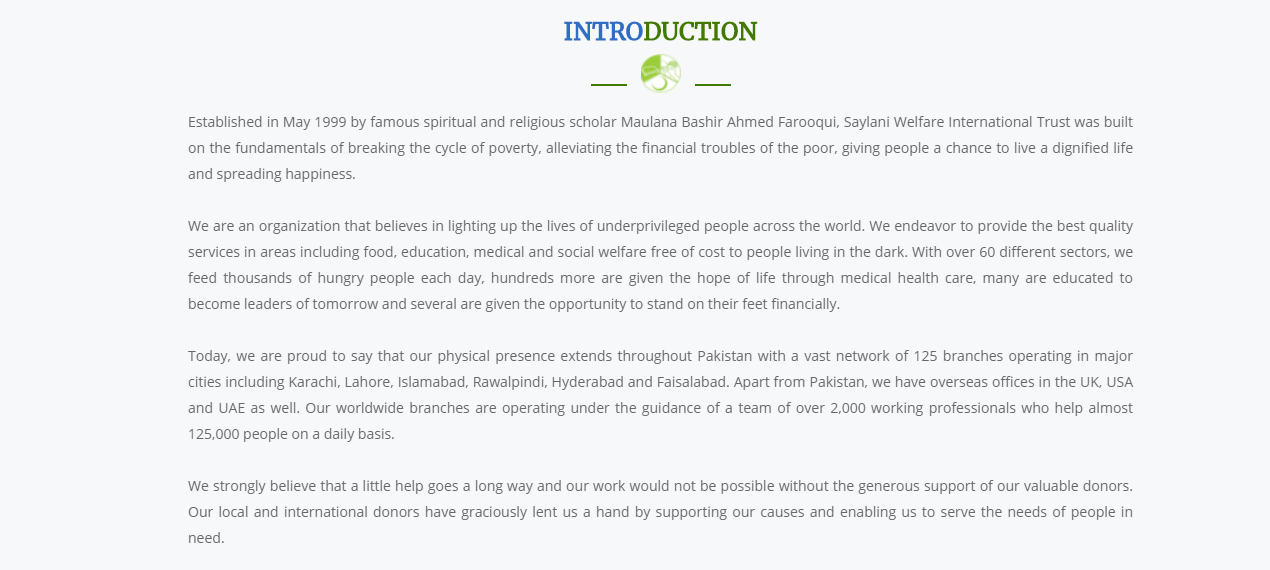 INTRODUCTION
Established in May 1999 by famous spiritual and religious scholar Maulana Bashir Ahmed Farooqui, Saylani Welfare International Trust was built
on the fundamentals of breaking the cycle of poverty, alleviating the financial troubles of the poor, giving people a chance to live a dignified life
and spreading happiness.
We are an organization that believes in lighting up the lives of underprivileged people across the world. We endeavor to provide the best quality
services in areas including food, education, medical and social welfare free of cost to people living in the dark. With over 60 different sectors, we
feed thousands of hungry people each day, hundreds more are given the hope of life through medical health care, many are educated to
become leaders of tomorrow and several are given the opportunity to stand on their feet financially.
Today, we are proud to say that our physical presence extends throughout Pakistan with a vast network of 125 branches operating in major
cities including Karachi, Lahore, Islamabad, Rawalpindi, Hyderabad and Faisalabad. Apart from Pakistan, we have overseas offices in the UK, USA
and UAE as well. Our worldwide branches are operating under the guidance of a team of over 2,000 working professionals who help almost
125,000 people on a daily basis.
We strongly believe that a little help goes a long way and our work would not be possible without the generous support of our valuable donors.
Our local and international donors have graciously lent us a hand by supporting our causes and enabling us to serve the needs of people in
need.